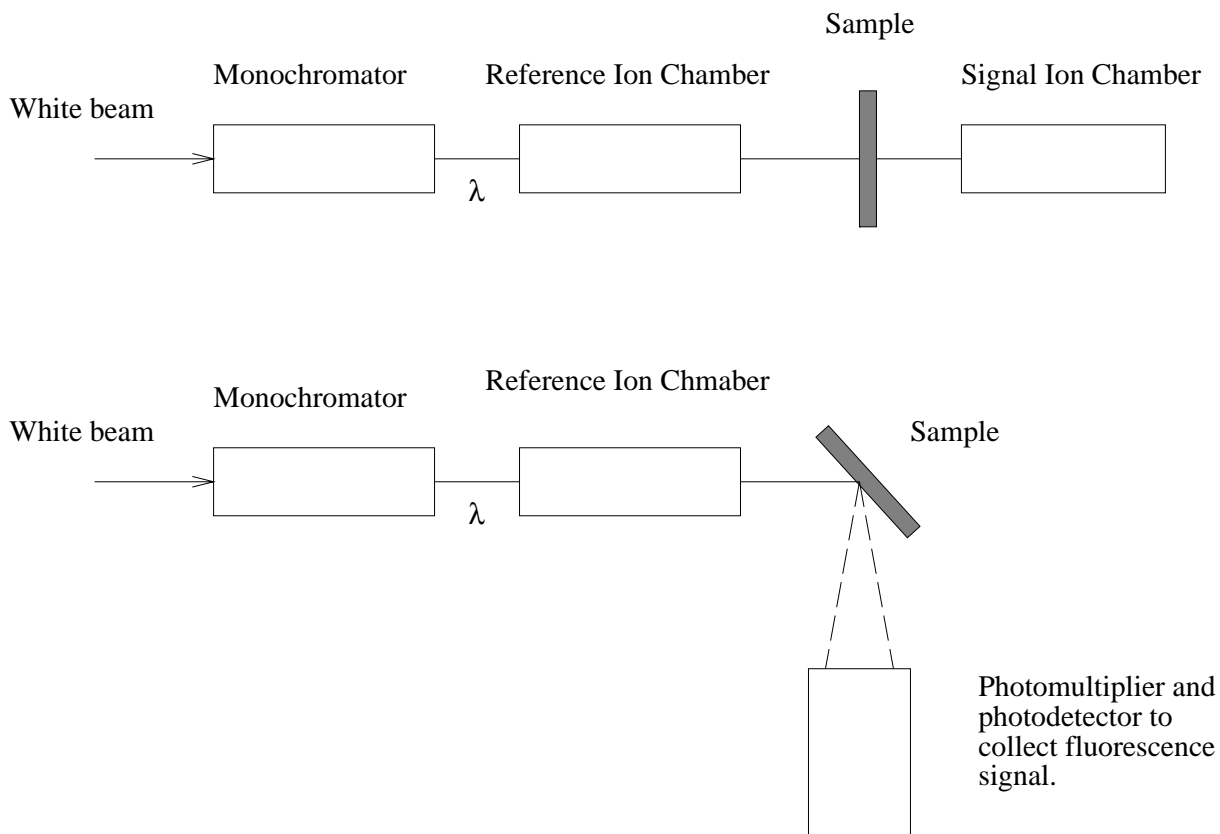 Sample
Monochromator
Reference Ion Chamber
Signal Ion Chamber
White beam
λ
Reference Ion Chmaber
Monochromator
White beam
Sample
λ
Photomultiplier and
photodetector to
collect fluorescence
signal.